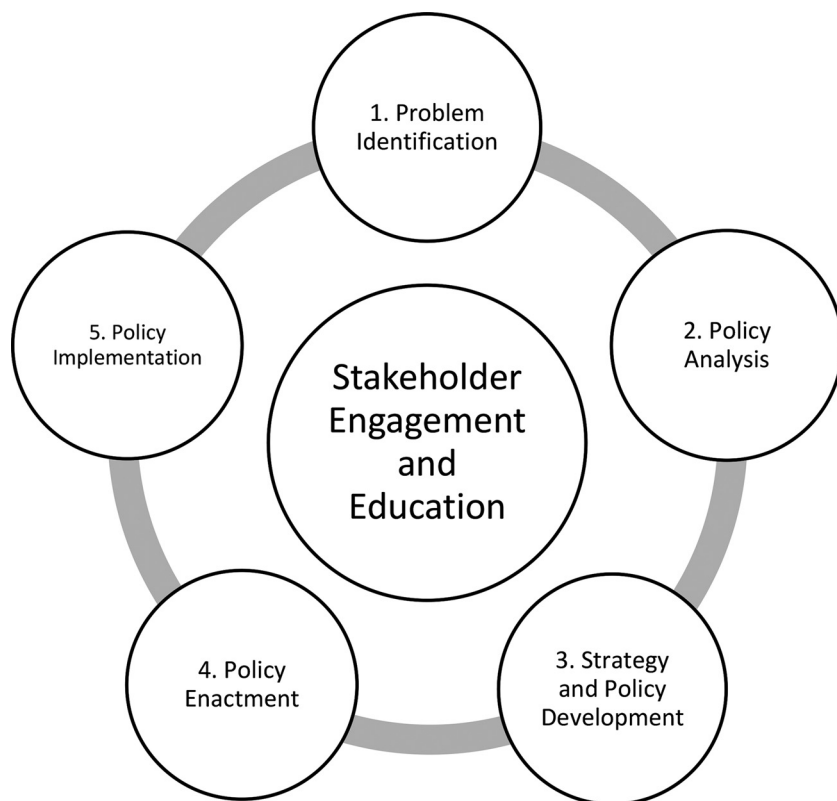 1. Problem
Identification
2. Policy
Analysis
3. Strategy
and Policy
Development
4. Policy
Enactment
5. Policy
Implementation
Stakeholder
Engagement
and
Education